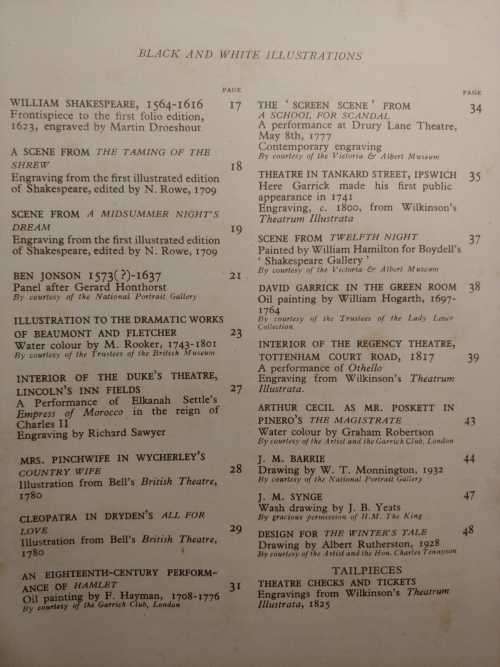 BLACK AND WHITE ILLUSTRATIONS
PAGE
WILLIAM SHAKESPEARE, 1564-1616 17
Frontispiece to the first folio edition,
1623, engraved by Martin Droeshout
A SCENE FROM THE TAMING OF THE
SHREW 18
Engraving from the first illustrated edition
of Shakespeare, edited by N. Rowe, 1709
SCENE FROM A MIDSUMMER NIGHT'S
DREAM 19
Engraving from the first illustrated edition
of Shakespeare, edited by N. Rowe, 1709
BEN JONSON 1573(?)-1637 21
Panel after Gerard Honthorst
By courtesy of the National Portrait Gallery
ILLUSTRATION TO THE DRAMATIC WORKS
OF BEAUMONT AND FLETCHER 23
Water colour by M. Rooker, 1743-1801
By courtesy of the Trustees of the British Museum
INTERIOR OF THE DUKE'S THEATRE,
LINCOLN'S INN FIELDS 27
A Performance of Elkanah Settle's
Empress of Morocco in the reign of
Charles II
Engraving by Richard Sawyer
MRS. PINCHWIFE IN WYCHERLEY'S
COUNTRY WIFE 28
Illustration from Bell's British Theatre,
1780
CLEOPATRA IN DRYDEN'S ALL FOR
LOVE 29
Illustration from Bell's British Theatre,
1780
AN EIGHTEENTH-CENTURY PERFORM-
ANCE OF HAMLET 31
Oil painting by F. Hayman, 1708-1776
By courtesy of the Garrick Club, London
PAGE
THE 'SCREEN SCENE' FROM 34
A SCHOOL FOR SCANDAL
A performance at Drury Lane Theatre,
May 8th, 1777
Contemporary engraving
By courtesy of the Victoria & Albert Museum
THEATRE IN TANKARD STREET, IPSWICH 35
Here Garrick made his first public
appearance in 1741
Engraving, c. 1800, from Wilkinson's
Theatrum Illustrata
SCENE FROM TWELFTH NIGHT 37
Painted by William Hamilton for Boydell's
'Shakespeare Gallery'
By courtesy of the Victoria & Albert Museum
DAVID GARRICK IN THE GREEN ROOM 38
Oil painting by William Hogarth, 1697-
1764
By courtesy of the Trustees of the Lady Lever
Collection
INTERIOR OF THE REGENCY THEATRE,
TOTTENHAM COURT ROAD, 1817 39
A performance of Othello
Engraving from Wilkinson's Theatrum
Illustrata.
ARTHUR CECIL AS MR. POSKETT IN
PINERO'S THE MAGISTRATE 43
Water colour by Graham Robertson
By courtesy of the Artist and the Garrick Club, London
J. M. BARRIE 44
Drawing by W. T. Monnington, 1932
By courtesy of the National Portrait Gallery
J. M. SYNGE 47
Wash drawing by J. B. Yeats
By gracious permission of H.M. The King
DESIGN FOR THE WINTER'S TALE 48
Drawing by Albert Rutherston, 1928
By courtesy of the Artist and the Hon. Charles Tennyson
TAILPIECES
THEATRE CHECKS AND TICKETS
Engravings from Wilkinson's Theatrum
Illustrata, 1825